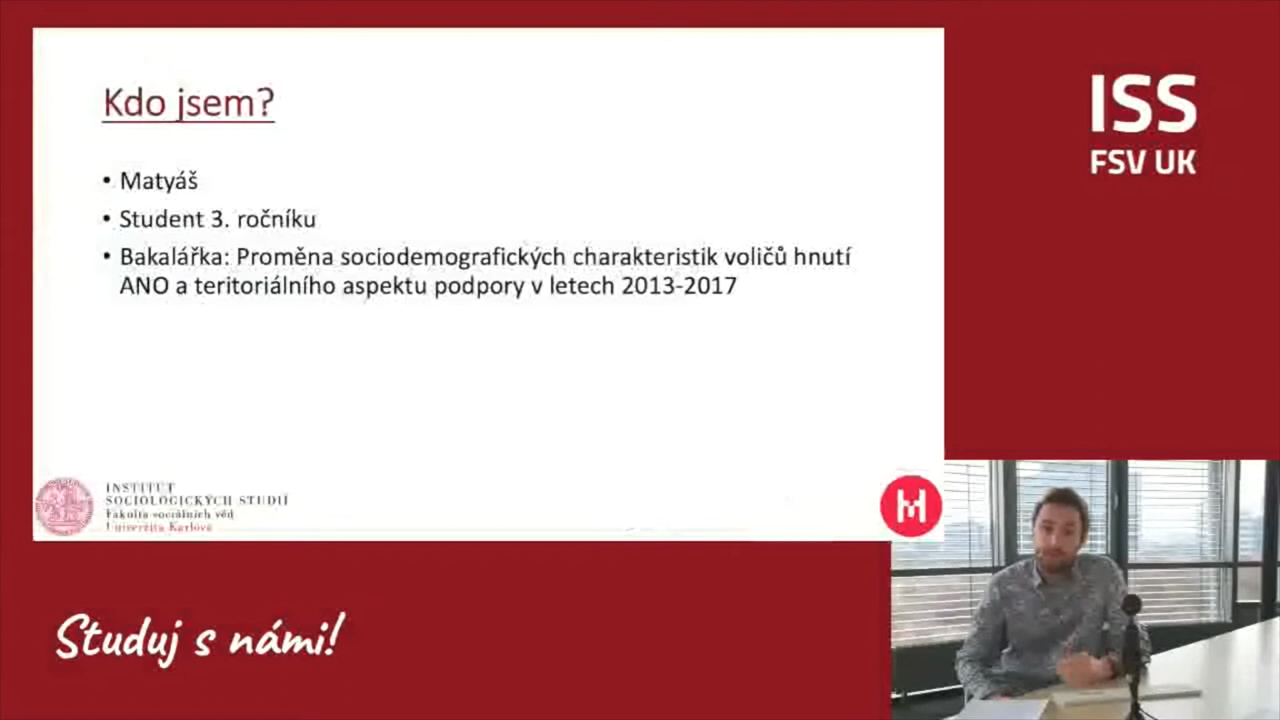 Kdo jsem?
• Matyáš
• Student 3. ročníku
• Bakalářka: Proměna sociodemografických charakteristik voličů hnutí
ANO a teritoriálního aspektu podpory v letech 2013-2017
INSTITUT
SOCIOLOGICKÝCH STUDIÍ
Fakulta sociálních věd
Univerzita Karlova
M
ISS
FSV UK
Studuj s námi!